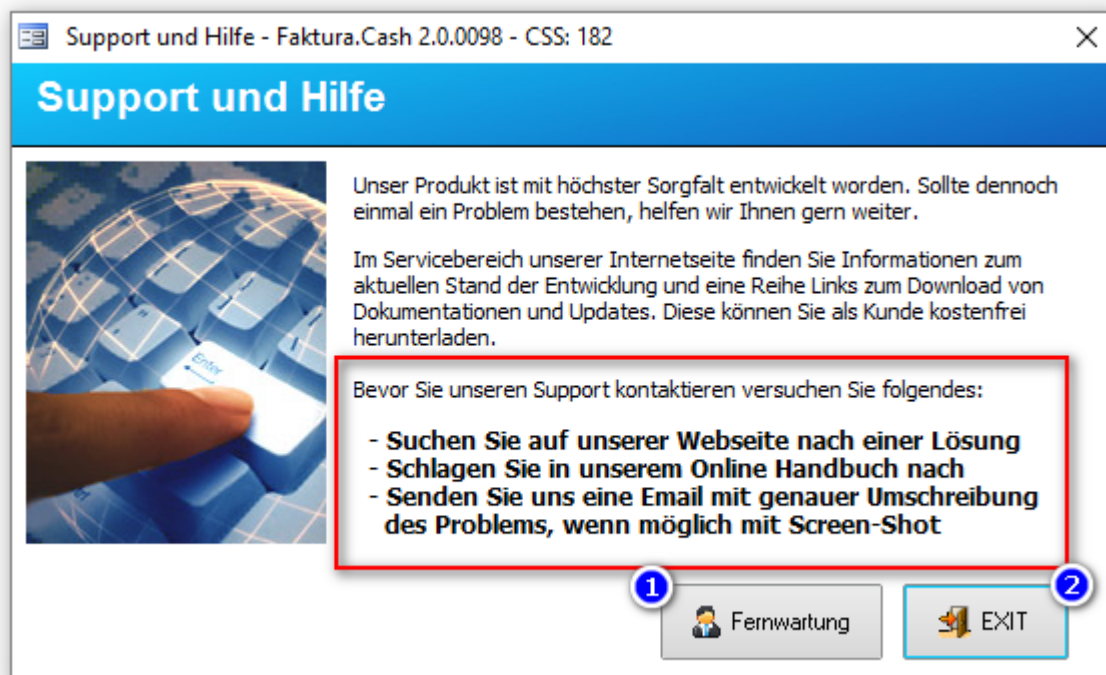 Support und Hilfe - Faktura.Cash 2.0.0098 - CSS: 182
Support und Hilfe
Unser Produkt ist mit höchster Sorgfalt entwickelt worden. Sollte dennoch
einmal ein Problem bestehen, helfen wir Ihnen gern weiter.
Im Servicebereich unserer Internetseite finden Sie Informationen zum
aktuellen Stand der Entwicklung und eine Reihe Links zum Download von
Dokumentationen und Updates. Diese können Sie als Kunde kostenfrei
herunterladen.
Enter
Bevor Sie unseren Support kontaktieren versuchen Sie folgendes:
- Suchen Sie auf unserer Webseite nach einer Lösung
- Schlagen Sie in unserem Online Handbuch nach
- Senden Sie uns eine Email mit genauer Umschreibung
des Problems, wenn möglich mit Screen-Shot
1
2
Fernwartung
EXIT